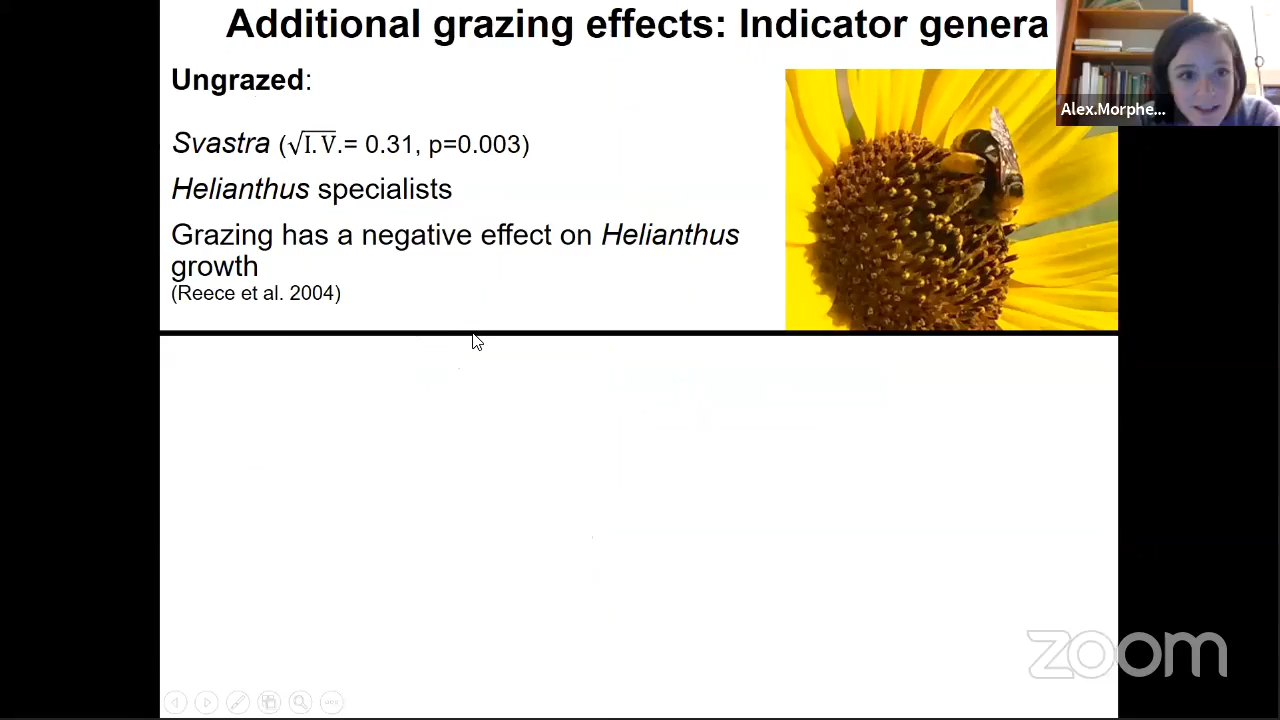 Additional grazing effects: Indicator genera
Alex.Morphe...
Ungrazed:
Svastra (√I.V.= 0.31, p=0.003)
Helianthus specialists
Grazing has a negative effect on Helianthus
growth
(Reece et al. 2004)
zoom